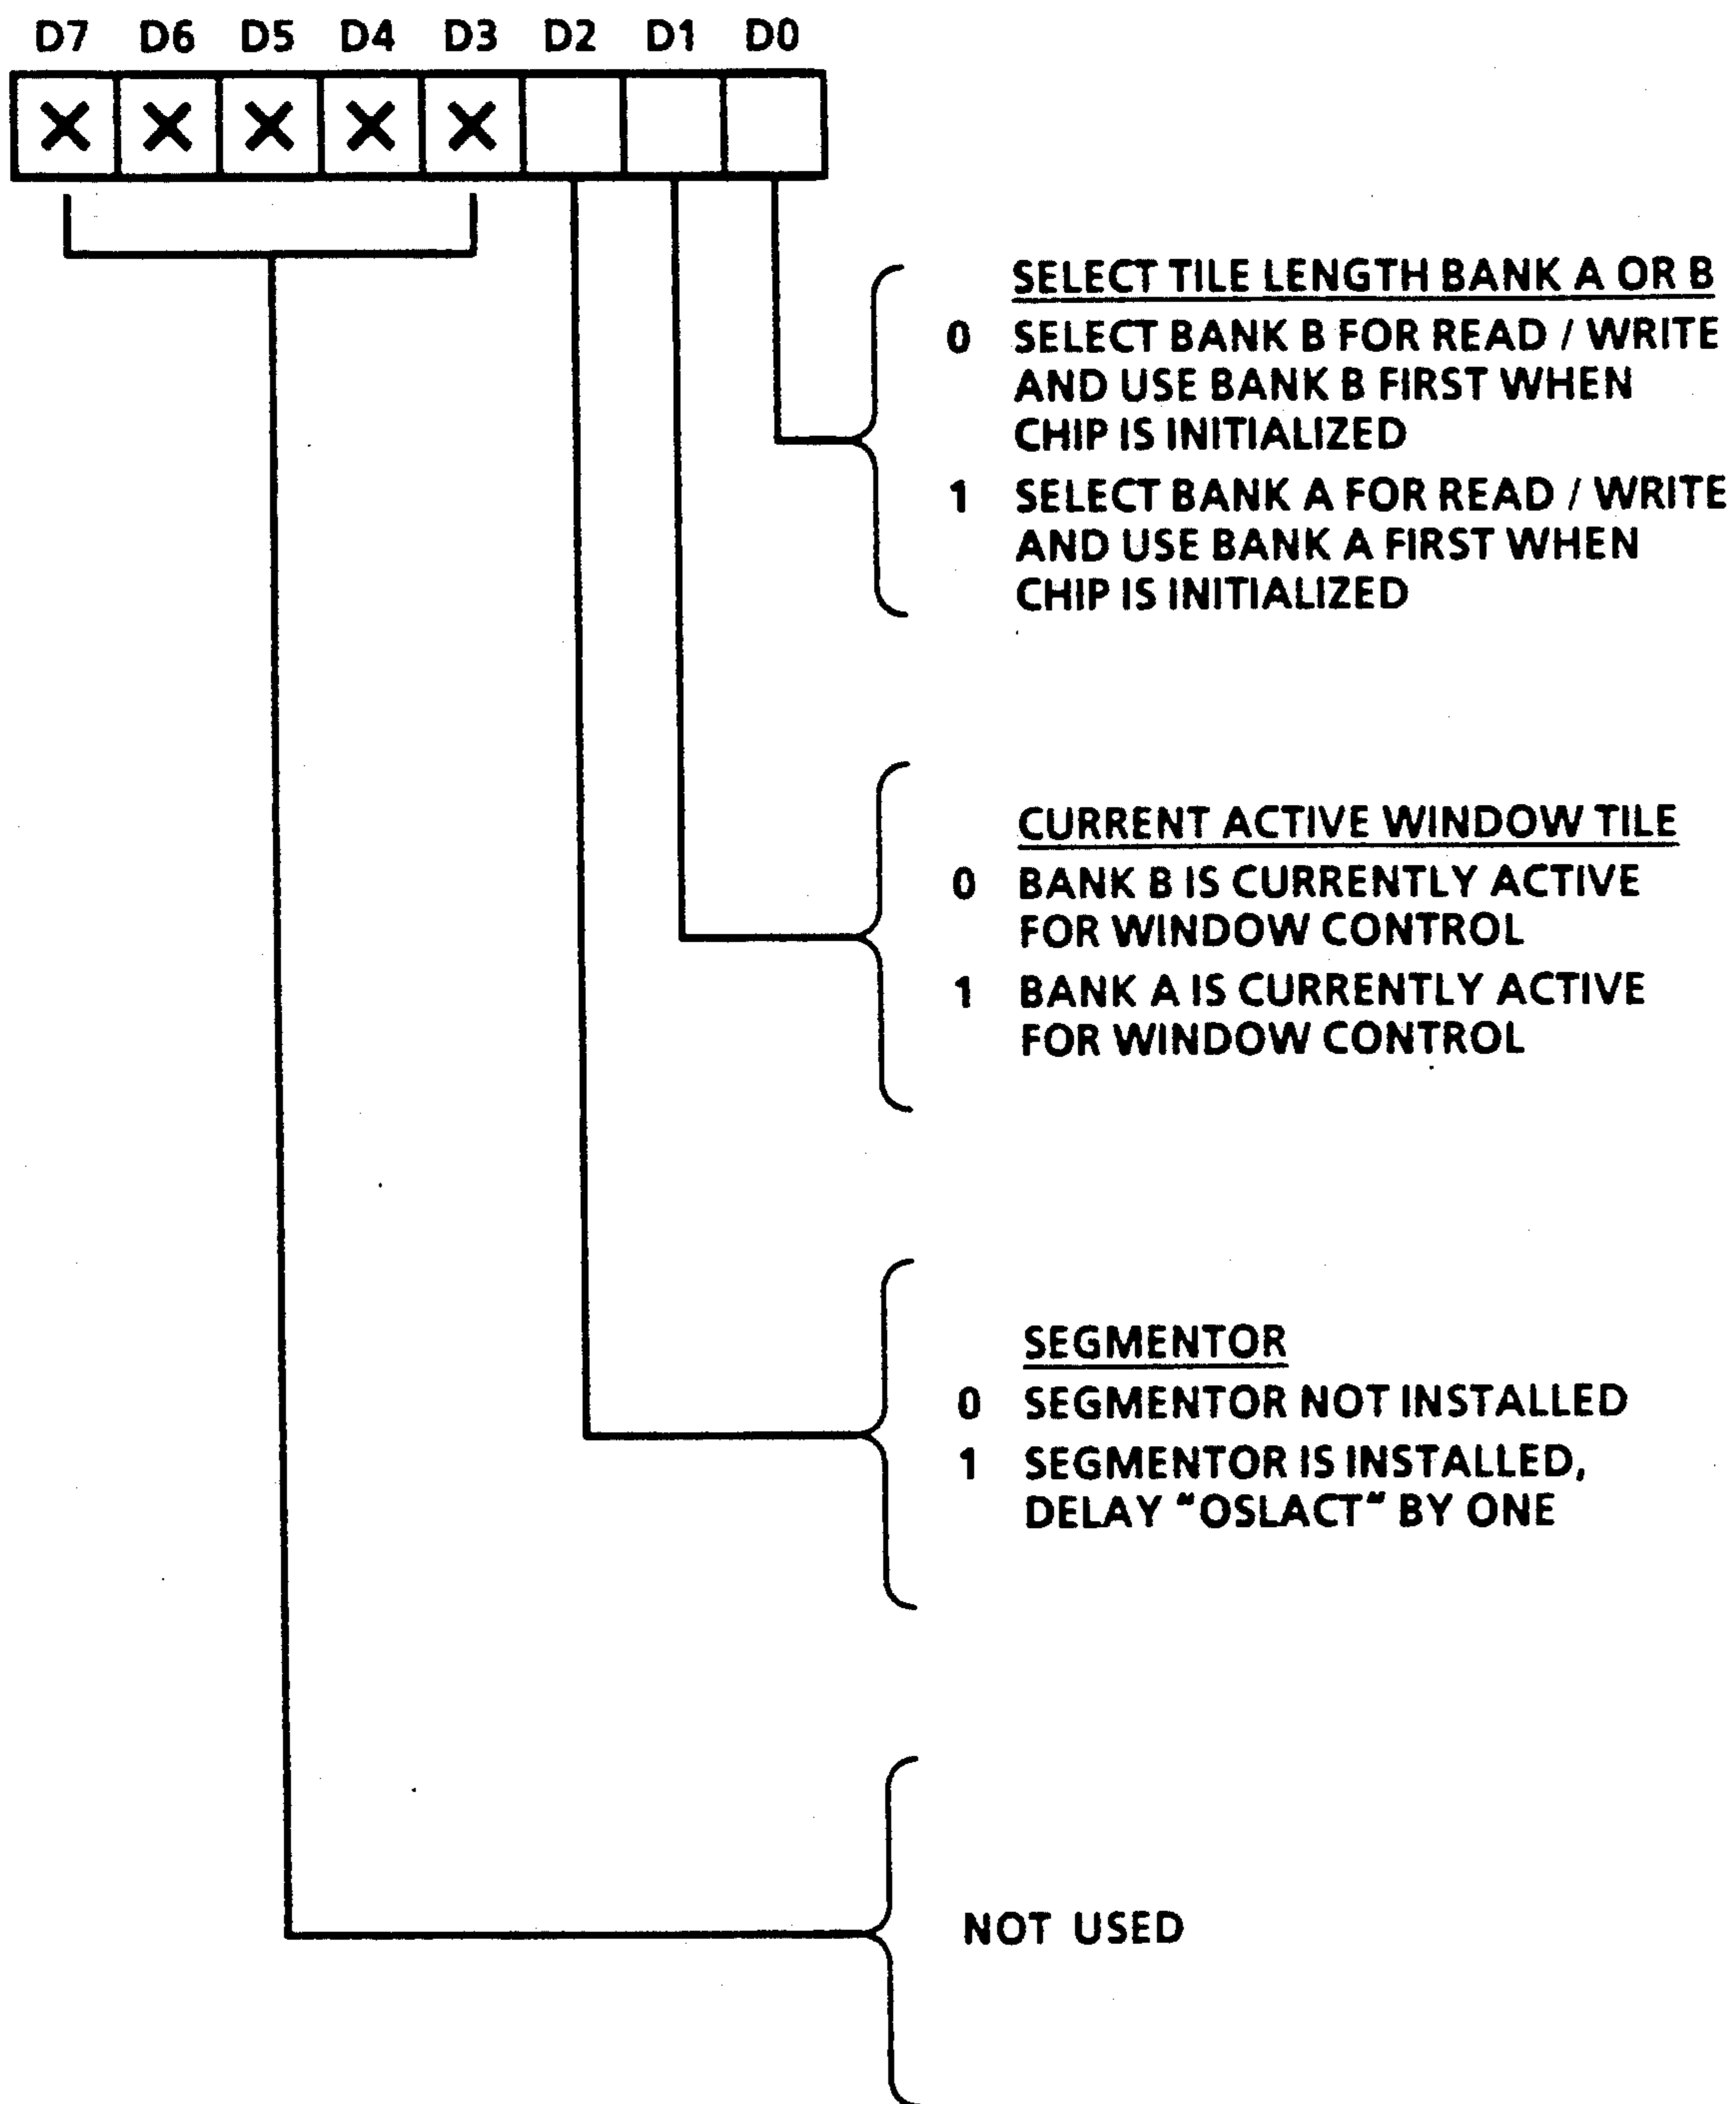 D7 D6 D5 D4 D3 D2 D1 D0
X X X X X
SELECT TILE LENGTH BANK A OR B
0 SELECT BANK B FOR READ / WRITE
AND USE BANK B FIRST WHEN
CHIP IS INITIALIZED
1 SELECT BANK A FOR READ / WRITE
AND USE BANK A FIRST WHEN
CHIP IS INITIALIZED
CURRENT ACTIVE WINDOW TILE
0 BANK B IS CURRENTLY ACTIVE
FOR WINDOW CONTROL
1 BANK A IS CURRENTLY ACTIVE
FOR WINDOW CONTROL
SEGMENTOR
0 SEGMENTOR NOT INSTALLED
1 SEGMENTOR IS INSTALLED,
DELAY "OSLACT" BY ONE
NOT USED